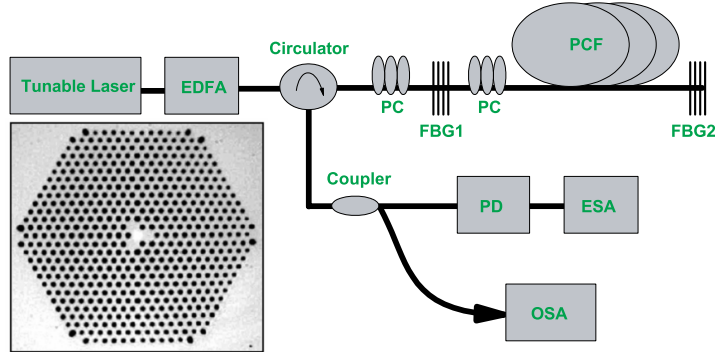 Circulator
PCF
Tunable Laser
EDFA
PC
FBG1
PC
FBG2
Coupler
PD
ESA
OSA